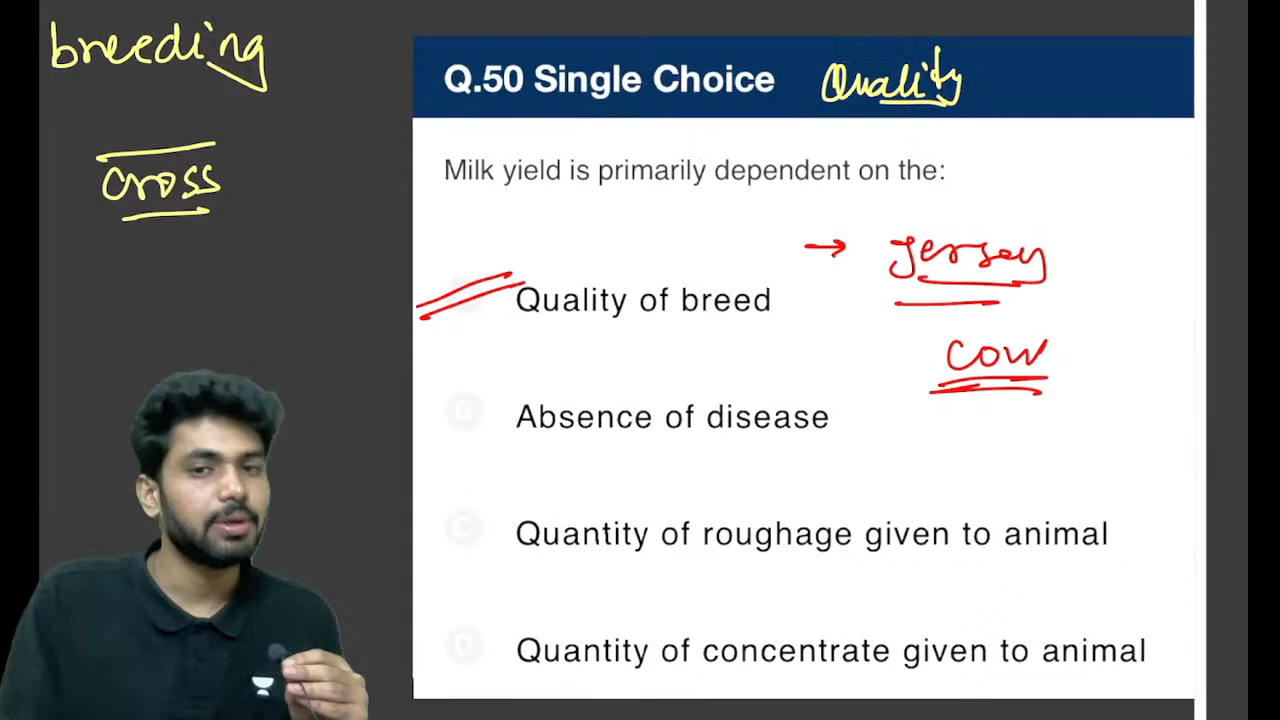 breeding
cross
Q.50 Single Choice Quality
Milk yield is primarily dependent on the:
→ Jersey
Quality of breed
cow
B Absence of disease
C Quantity of roughage given to animal
D Quantity of concentrate given to animal